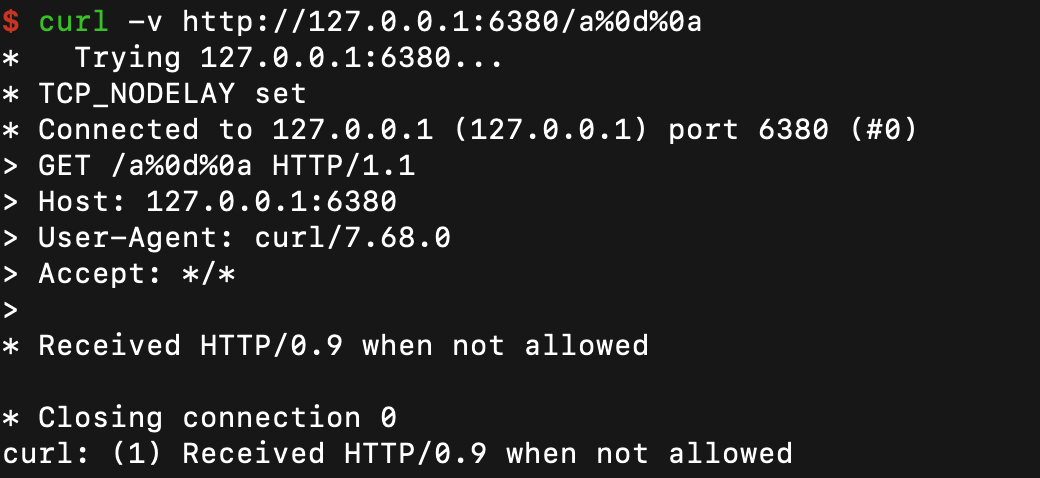 $ curl -v http://127.0.0.1:6380/a%0d%0a
*   Trying 127.0.0.1:6380...
* TCP_NODELAY set
* Connected to 127.0.0.1 (127.0.0.1) port 6380 (#0)
> GET /a%0d%0a HTTP/1.1
> Host: 127.0.0.1:6380
> User-Agent: curl/7.68.0
> Accept: */*
>
* Received HTTP/0.9 when not allowed
* Closing connection 0
curl: (1) Received HTTP/0.9 when not allowed